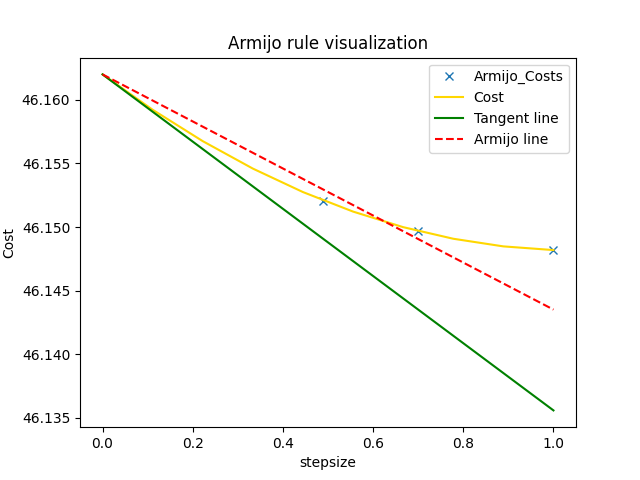 Armijo rule visualization
Armijo_Costs
Cost
Tangent line
Armijo line
Cost
46.160
46.155
46.150
46.145
46.140
46.135
0.0 0.2 0.4 0.6 0.8 1.0
stepsize